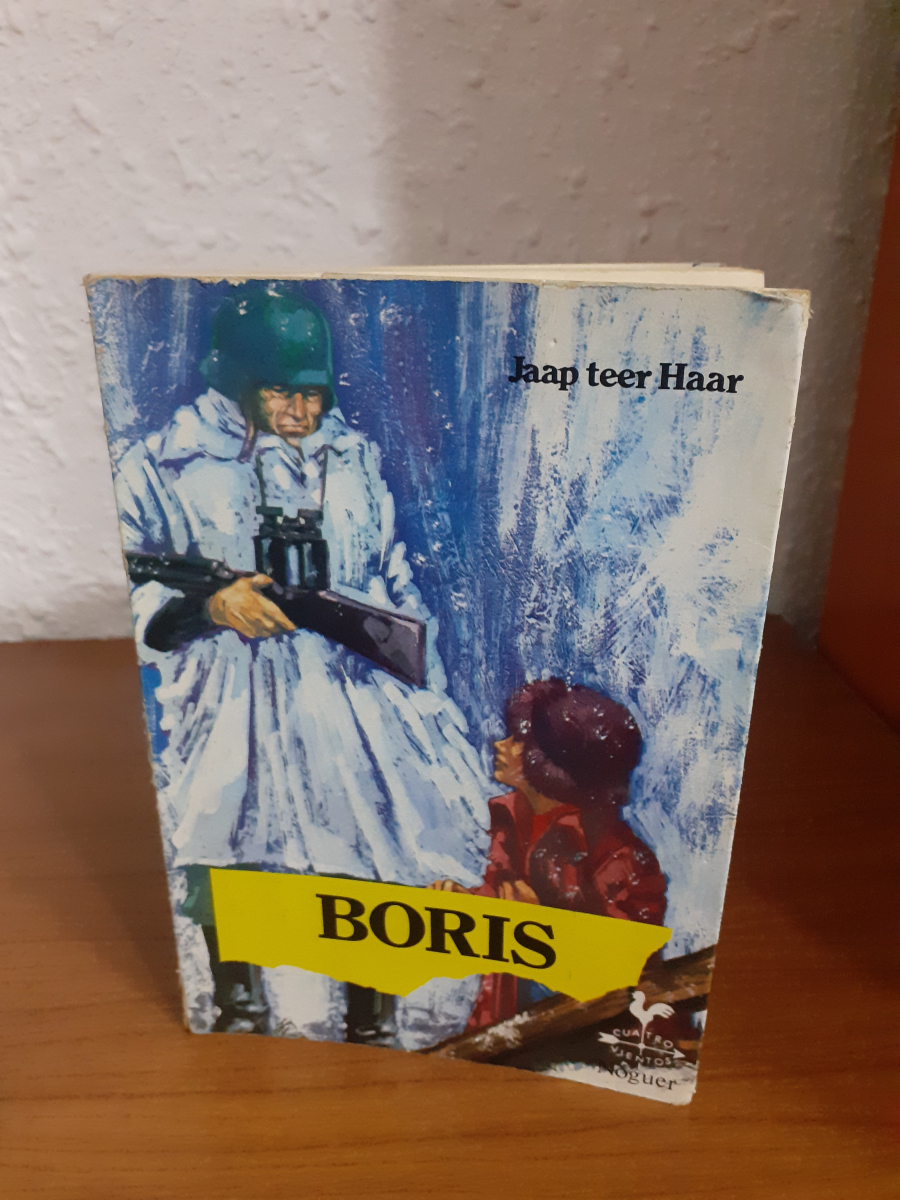 Jaap teer Haar
BORIS
CUATRO
VIENTOS
Noguer